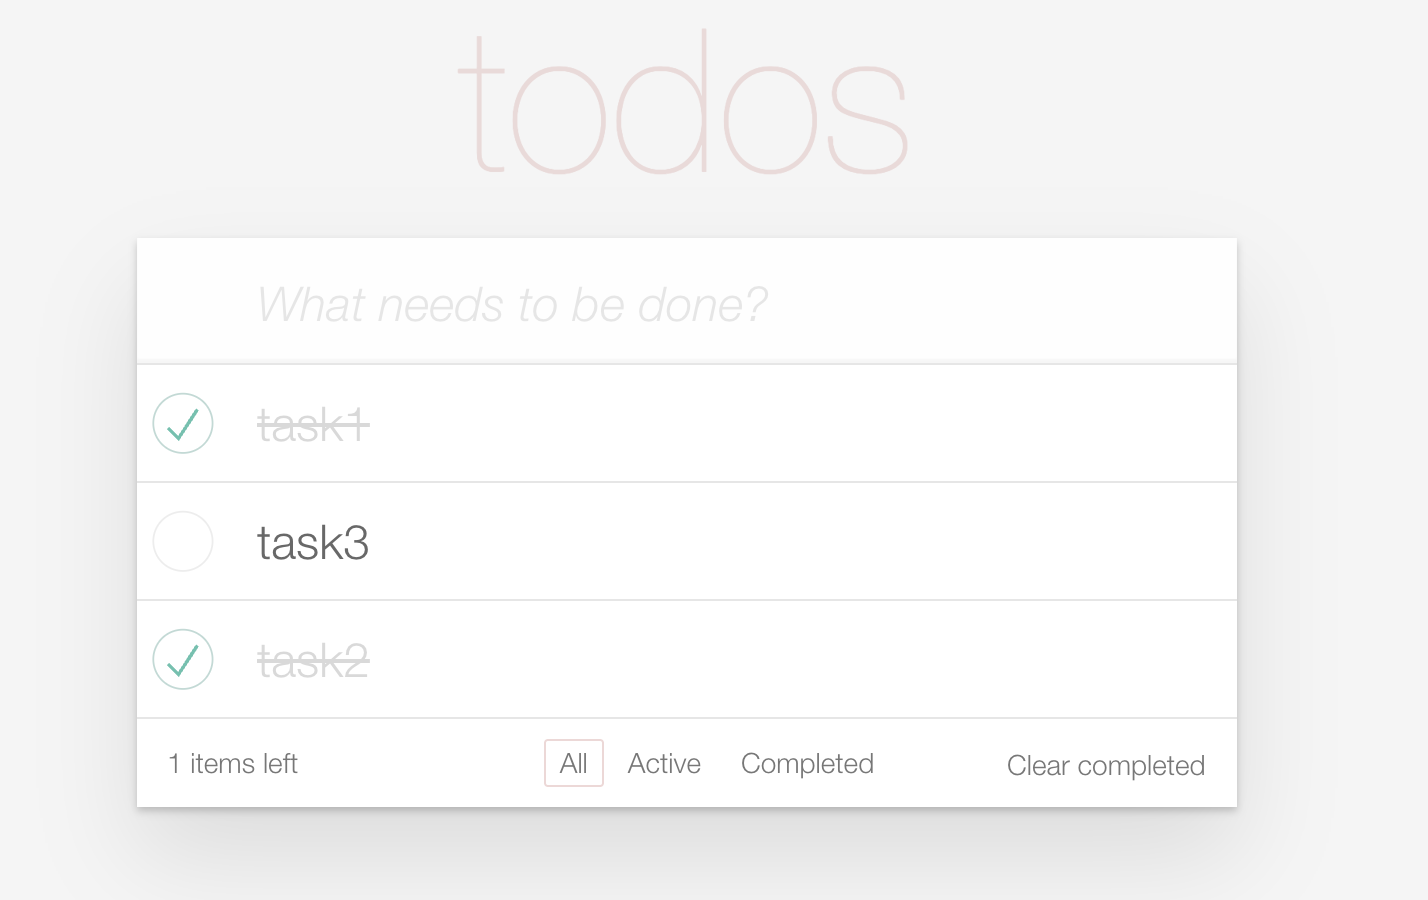 todos
What needs to be done?
task1
task3
task2
1 items left All Active Completed Clear completed